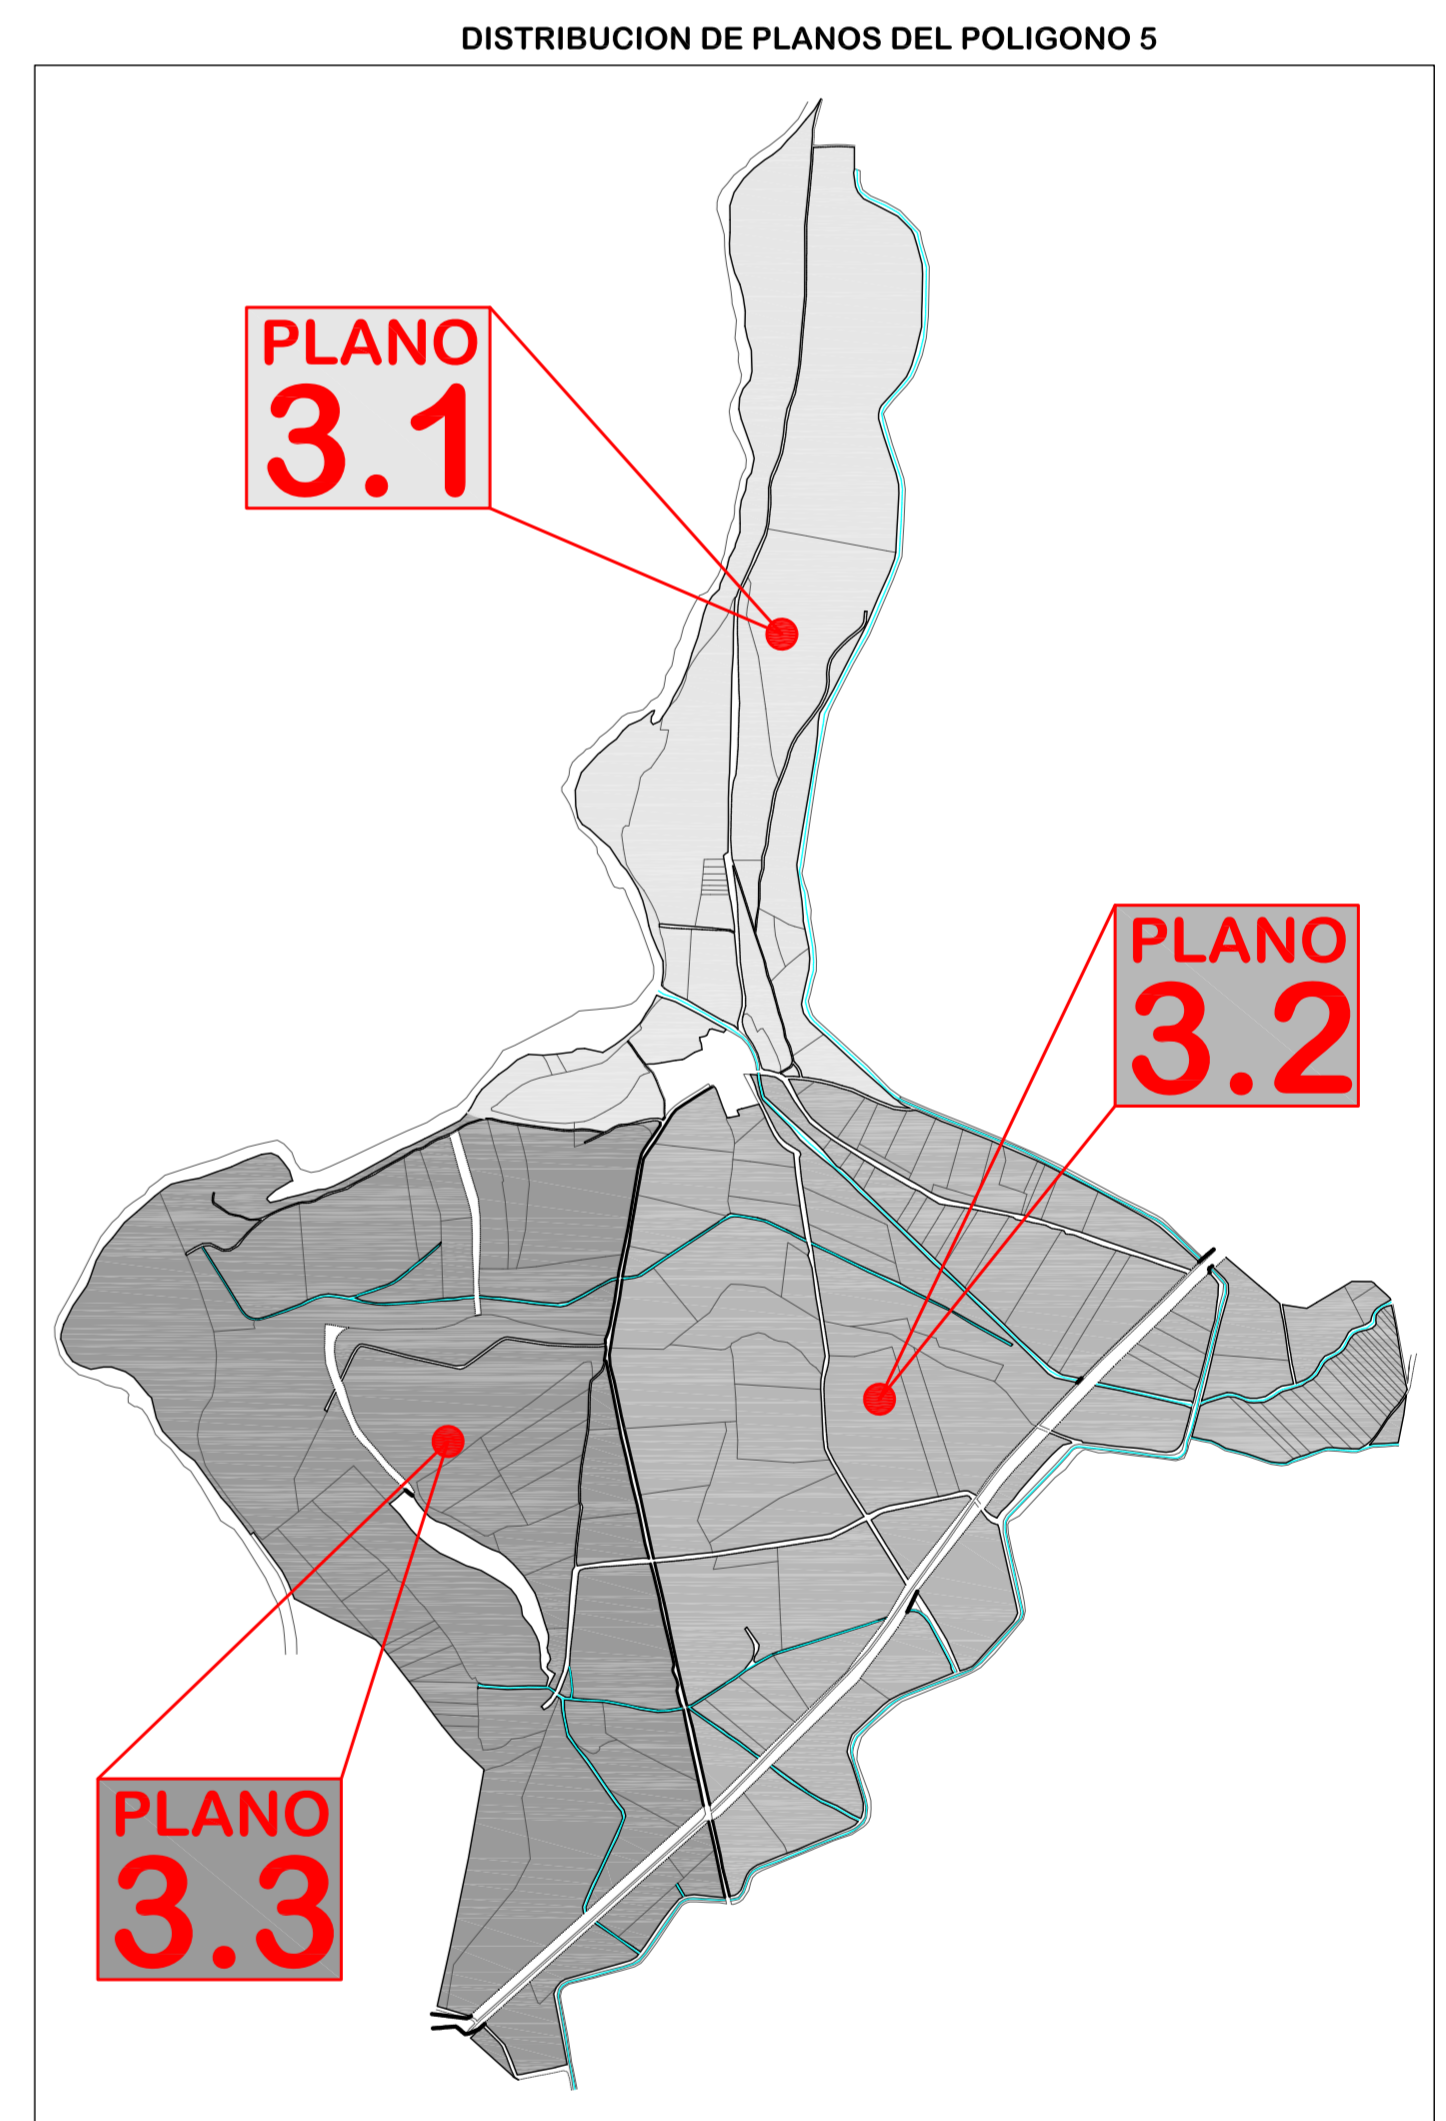 DISTRIBUCION DE PLANOS DEL POLIGONO 5
PLANO
3.1
PLANO
3.2
PLANO
3.3